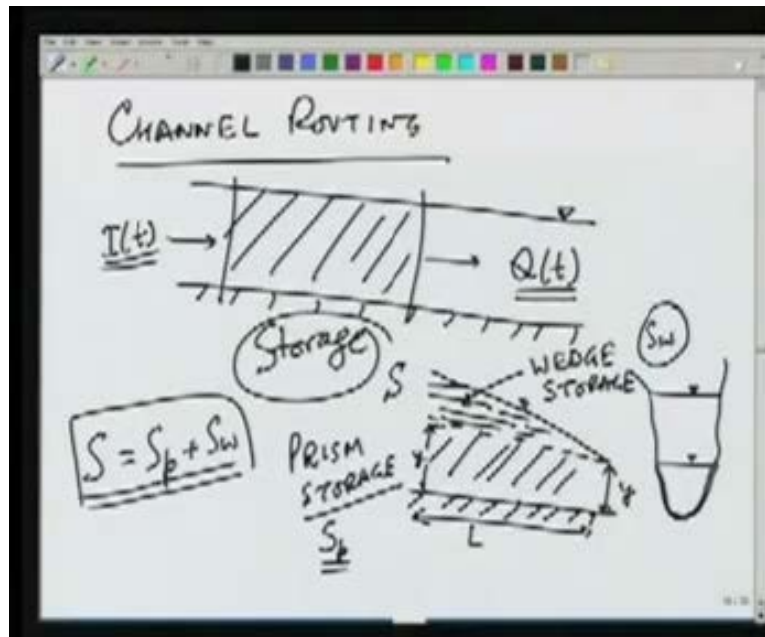 CHANNEL ROUTING
I(t)
Q(t)
Storage
S
WEDGE
STORAGE
Sw
S = Sp + Sw
PRISM
STORAGE
Sp
y
y
L